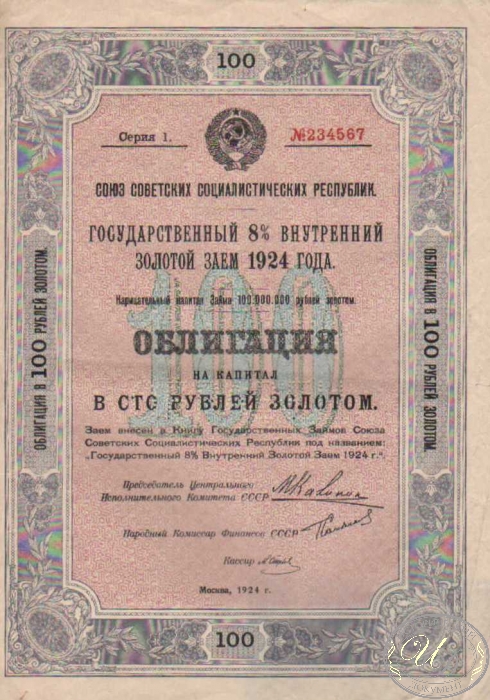 100
Серия 1.
№234567
СОЮЗ СОВЕТСКИХ СОЦИАЛИСТИЧЕСКИХ РЕСПУБЛИК.
ГОСУДАРСТВЕННЫЙ 8% ВНУТРЕННИЙ
ЗОЛОТОЙ ЗАЕМ 1924 ГОДА.
Нарицательный капитал Займа 100.000.000 рублей золотом.
100
ОБЛИГАЦИЯ
НА КАПИТАЛ
В СТО РУБЛЕЙ ЗОЛОТОМ.
Заем внесен в Книгу Государственных Займов Союза
Советских Социалистических Республик под названием:
„Государственный 8% Внутренний Золотой Заем 1924 г.".
Председатель Центрального
Исполнительного Комитета СССР
М Калинин
Народный Комиссар Финансов СССР
Кассир
Москва, 1924 г.
100
ОБЛИГАЦИЯ В 100 РУБЛЕЙ ЗОЛОТОМ.
ОБЛИГАЦИЯ В 100 РУБЛЕЙ ЗОЛОТОМ.
И
ДОКУМЕНТ